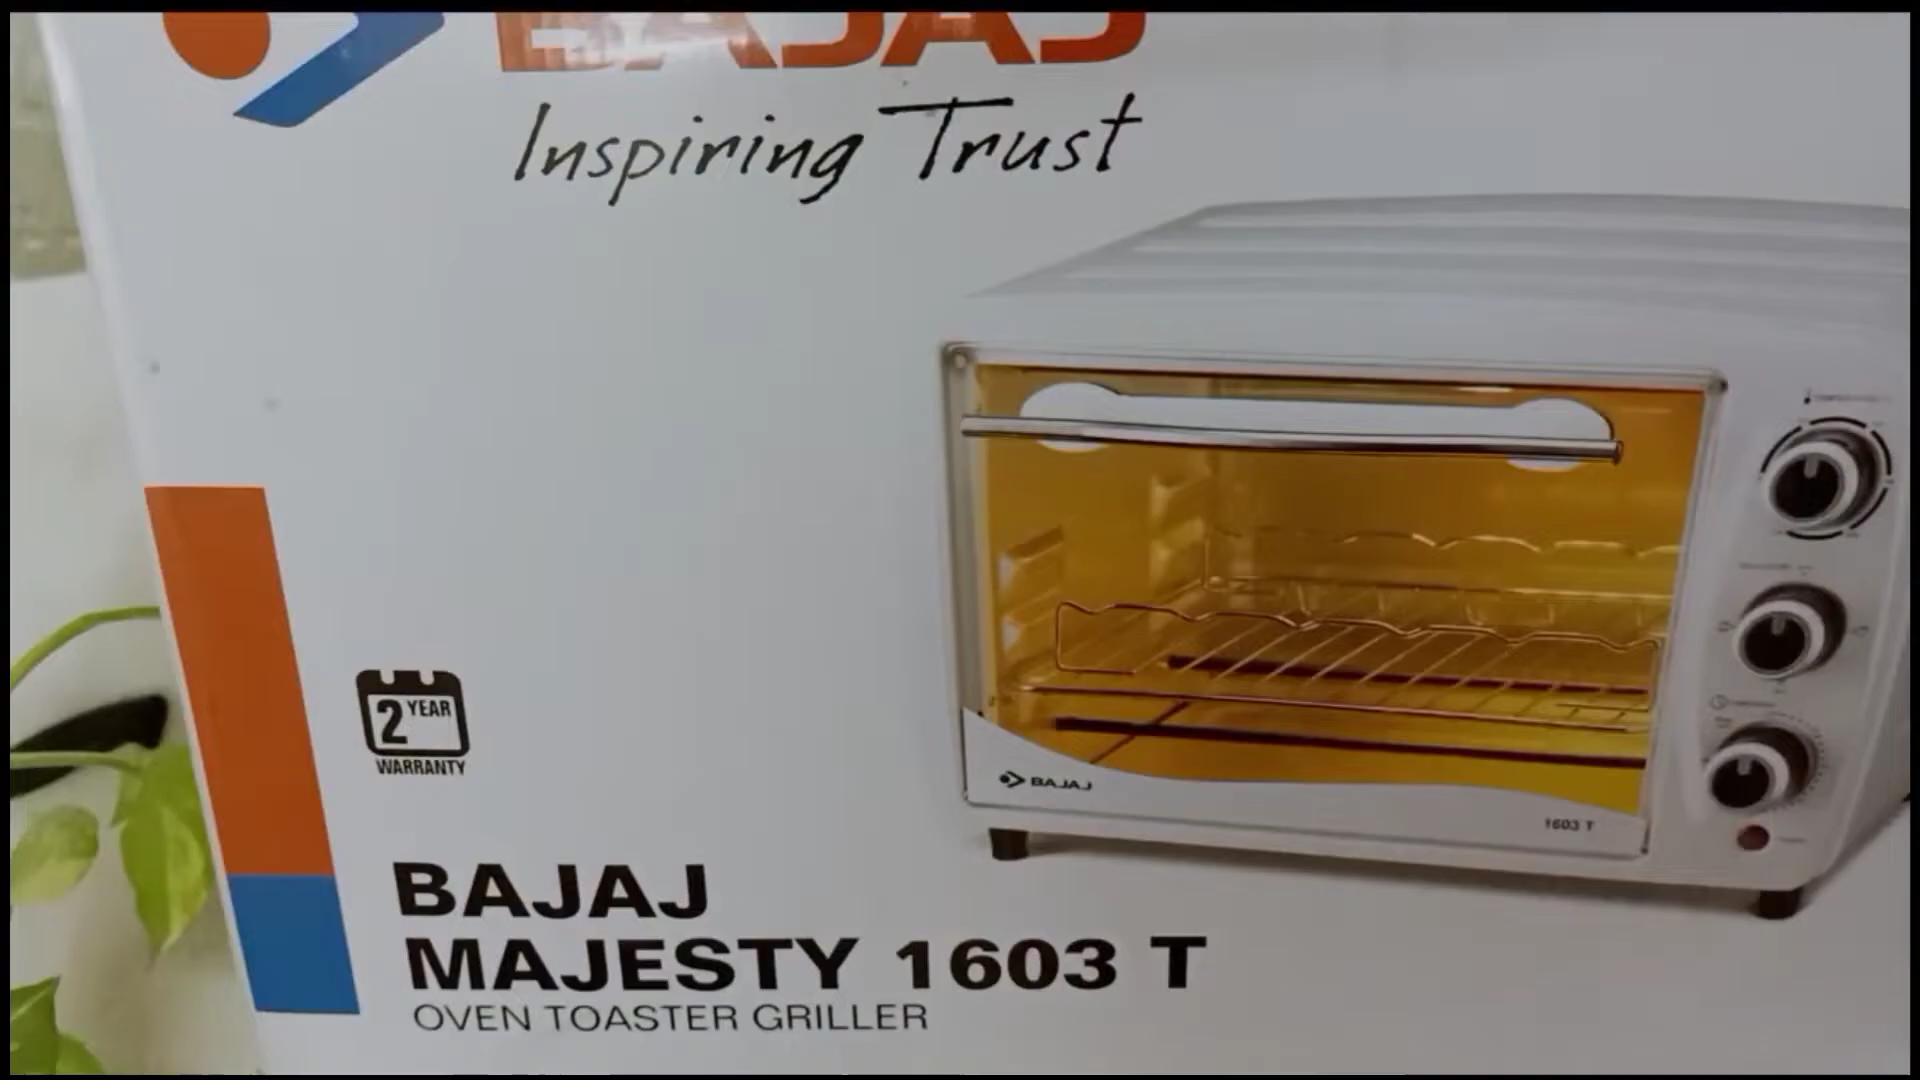 BAJAJ
Inspiring Trust
2 YEAR
WARRANTY
BAJAJ
1603 T
BAJAJ
MAJESTY 1603 T
OVEN TOASTER GRILLER